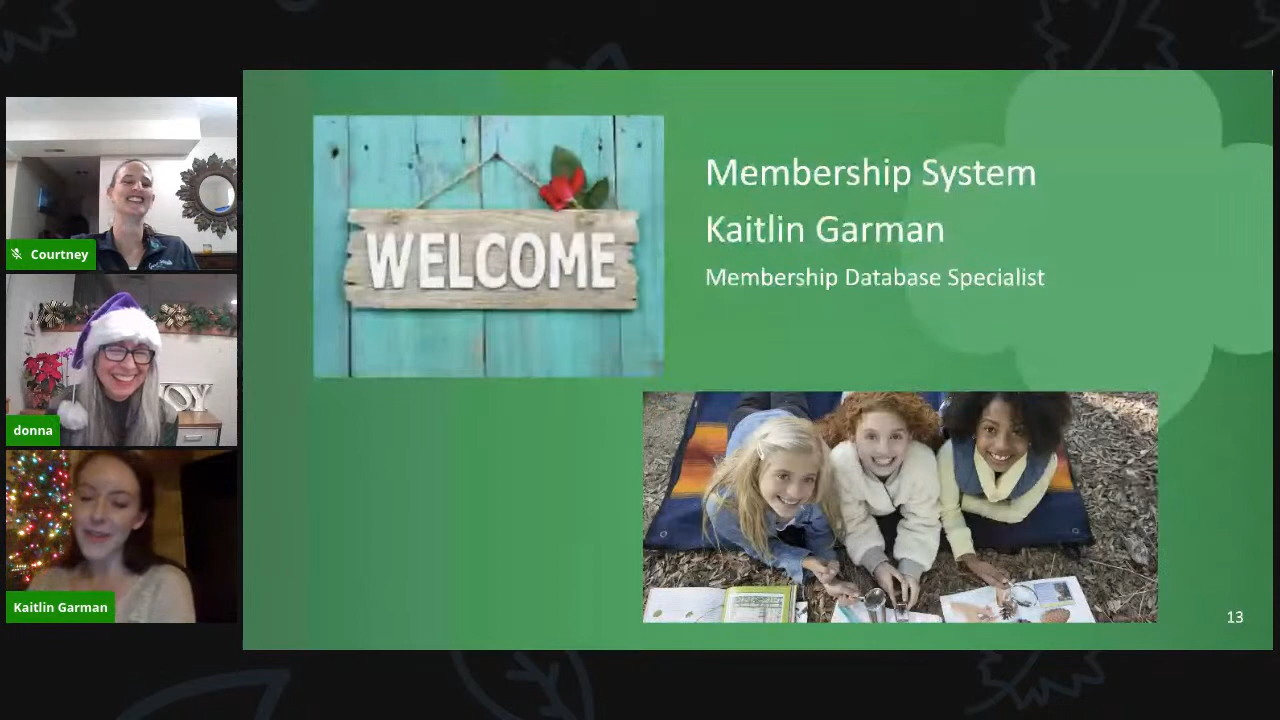 Courtney
donna
Kaitlin Garman
WELCOME
Membership System
Kaitlin Garman
Membership Database Specialist
13